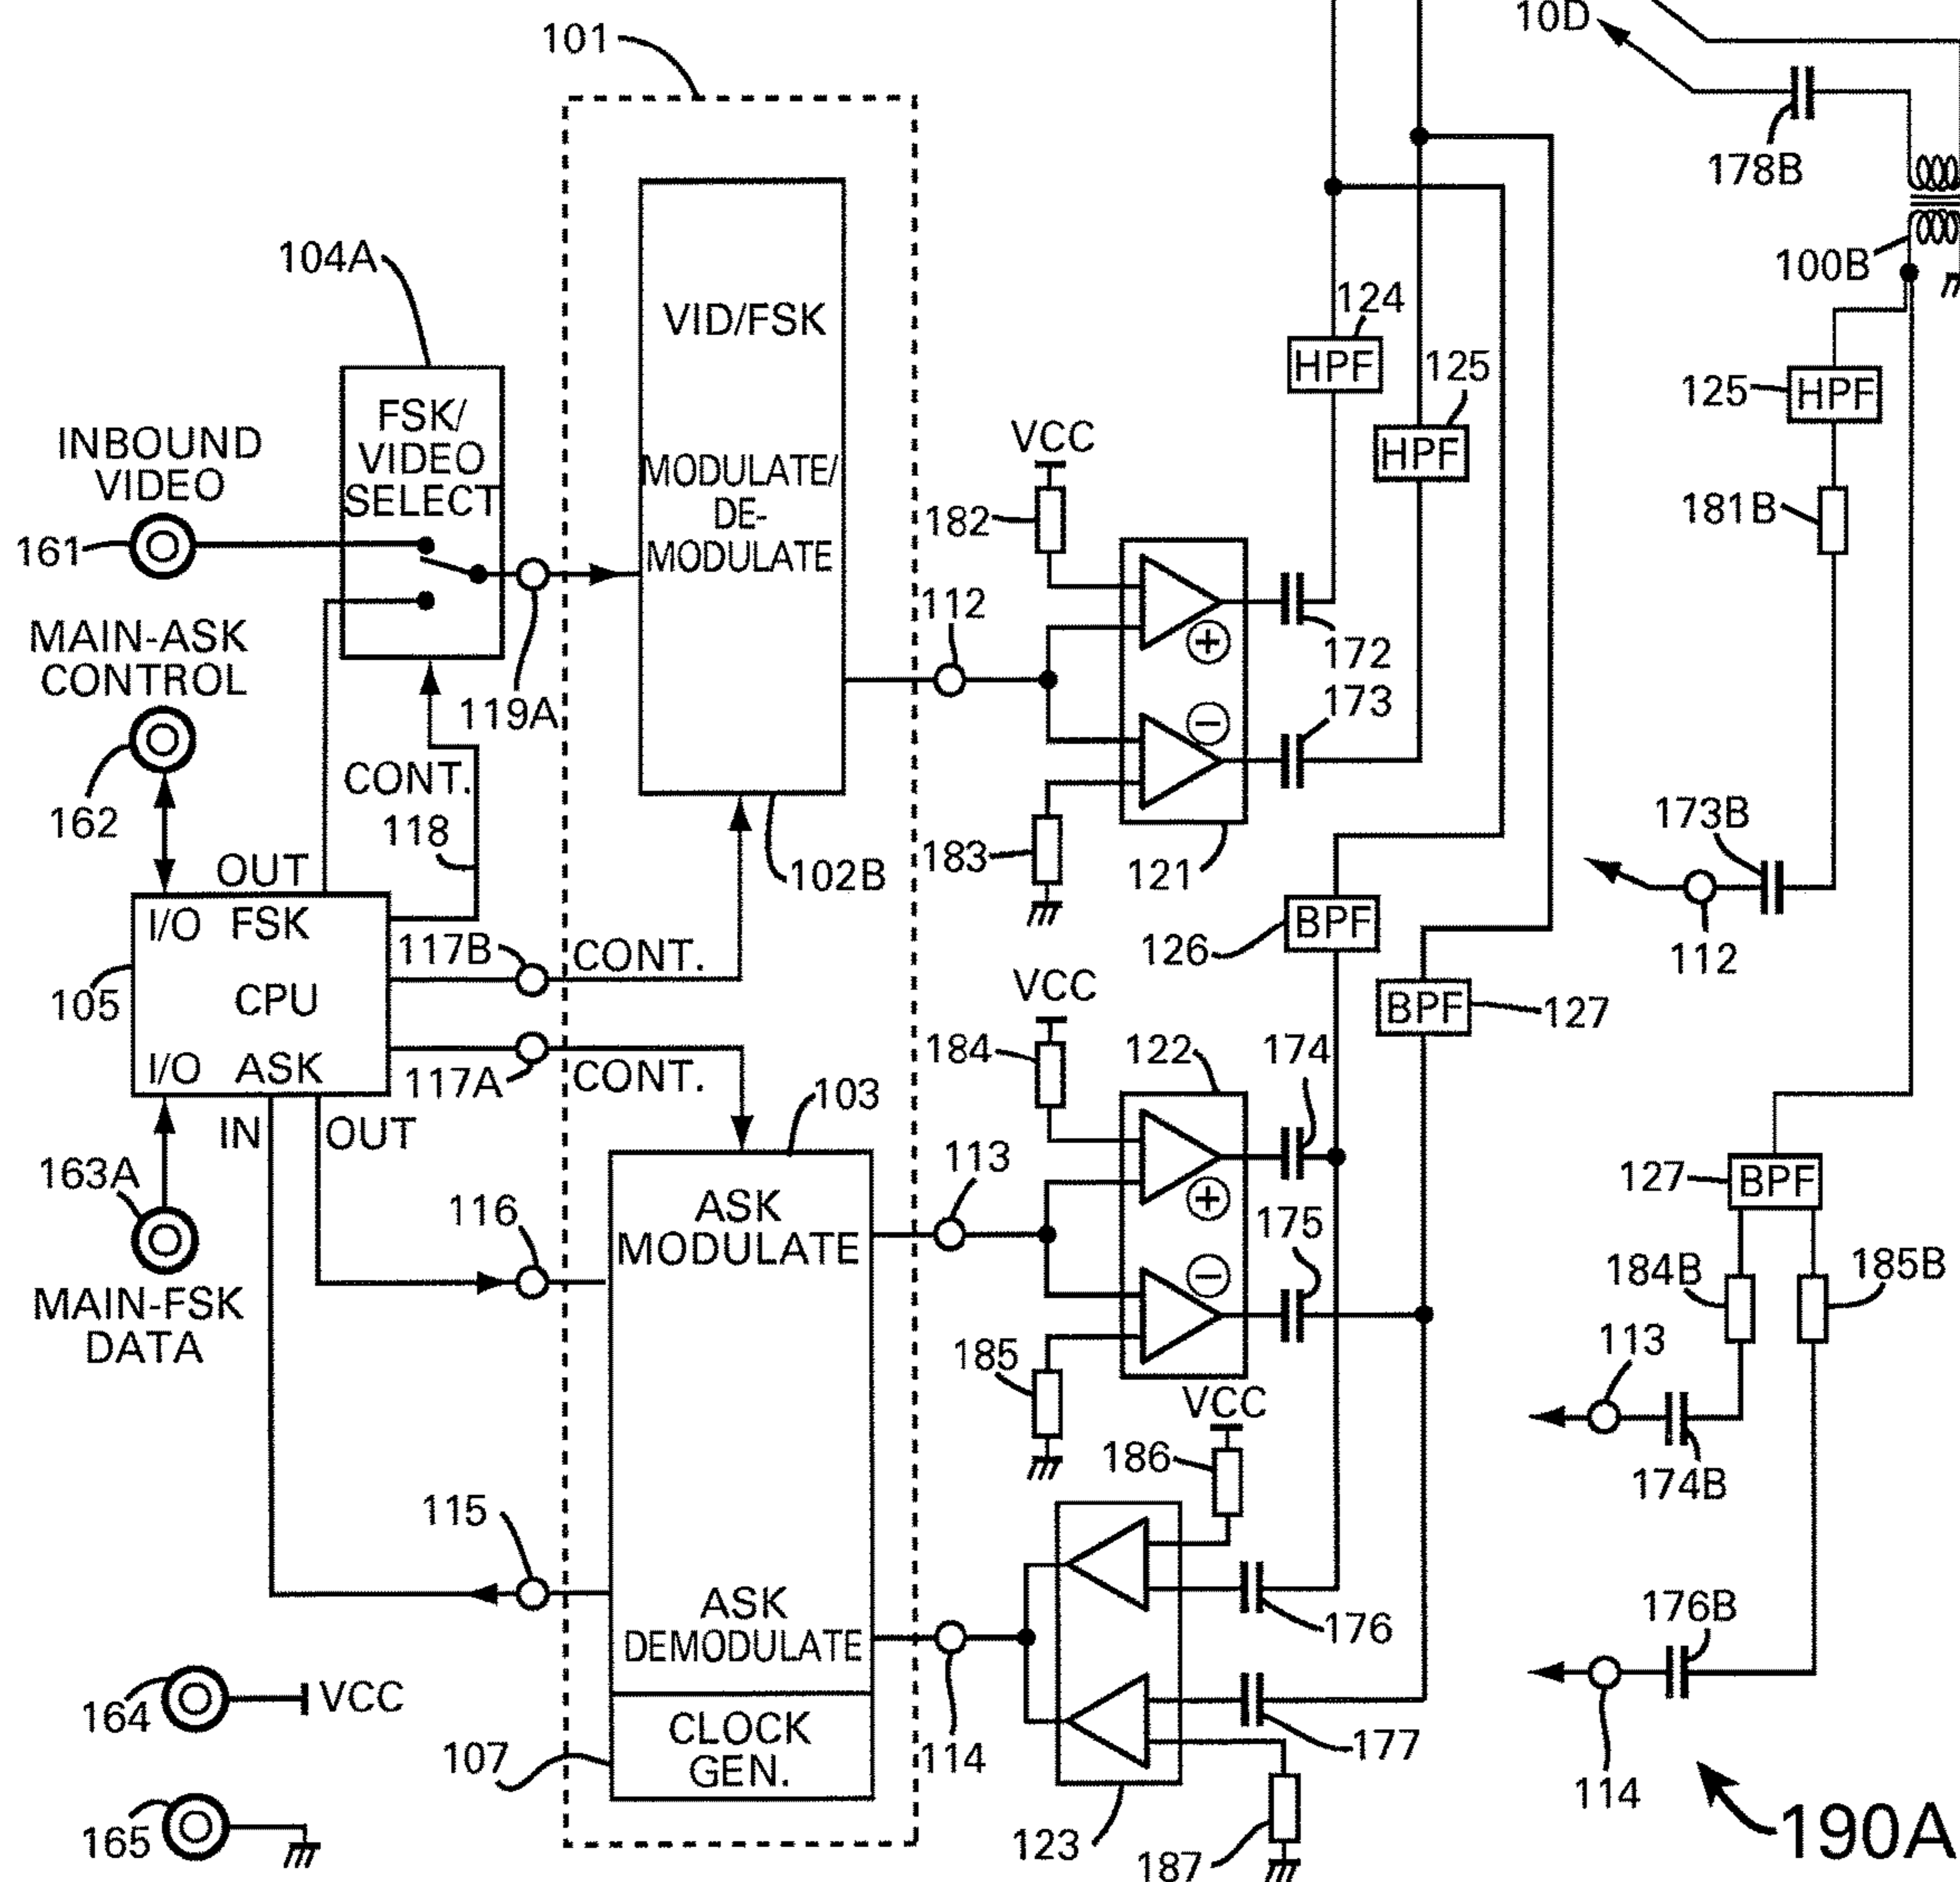 101
10D
178B
100B
104A
VID/FSK
MODULATE/
DE-
MODULATE
FSK/
VIDEO
SELECT
INBOUND
VIDEO
161
MAIN-ASK
CONTROL
162
119A
CONT.
118
OUT
I/O FSK
CPU
I/O ASK
105
117B
CONT.
117A
CONT.
102B
IN
OUT
163A
MAIN-FSK
DATA
116
103
ASK
MODULATE
115
ASK
DEMODULATE
CLOCK
GEN.
107
164
VCC
165
124
HPF
125
HPF
VCC
182
112
172
173
183
121
126
BPF
BPF
127
VCC
184
122
174
113
175
185
VCC
186
176
177
114
123
187
125
HPF
181B
173B
112
127
BPF
184B
185B
113
174B
176B
114
190A
+
−
+
−